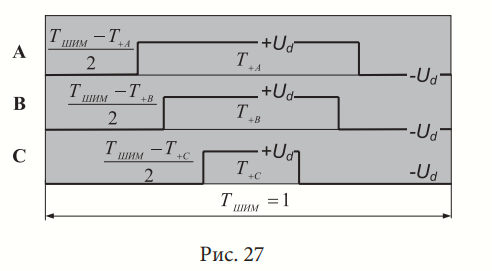 A (T_ШИМ − T_+A)/2 +U_d
T_+A -U_d
B (T_ШИМ − T_+B)/2 +U_d
T_+B -U_d
C (T_ШИМ − T_+C)/2 +U_d
T_+C -U_d
T_ШИМ = 1
Рис. 27